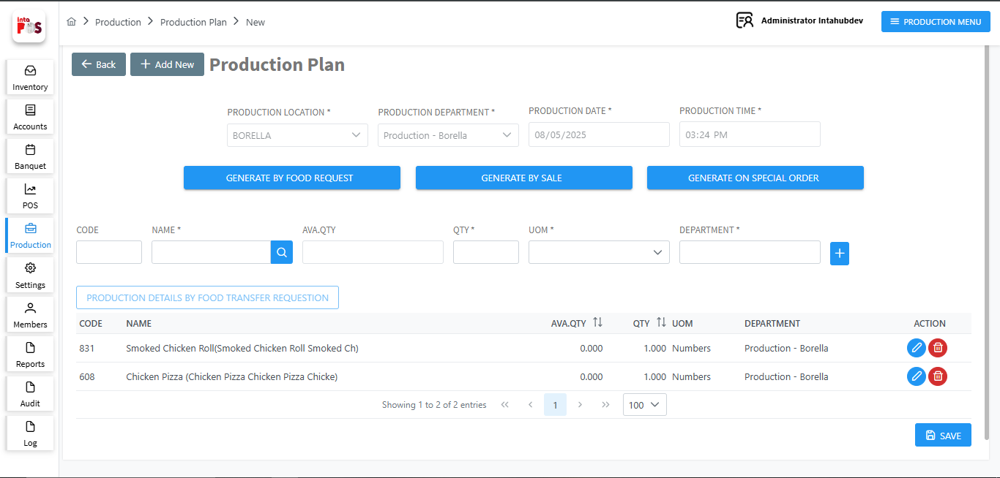 Inta
POS
Production
Production Plan
New
Administrator Intahubdev
PRODUCTION MENU
Inventory
Accounts
Banquet
POS
Production
Settings
Members
Reports
Audit
Log
Back
Add New
Production Plan
PRODUCTION LOCATION *
PRODUCTION DEPARTMENT *
PRODUCTION DATE *
PRODUCTION TIME *
BORELLA
Production - Borella
08/05/2025
03:24 PM
GENERATE BY FOOD REQUEST
GENERATE BY SALE
GENERATE ON SPECIAL ORDER
CODE
NAME *
AVA.QTY
QTY *
UOM *
DEPARTMENT *
PRODUCTION DETAILS BY FOOD TRANSFER REQUESTION
CODE NAME AVA.QTY QTY UOM DEPARTMENT ACTION
831 Smoked Chicken Roll(Smoked Chicken Roll Smoked Ch) 0.000 1.000 Numbers Production - Borella
608 Chicken Pizza (Chicken Pizza Chicken Pizza Chicke) 0.000 1.000 Numbers Production - Borella
Showing 1 to 2 of 2 entries << < 1 > >> 100
SAVE